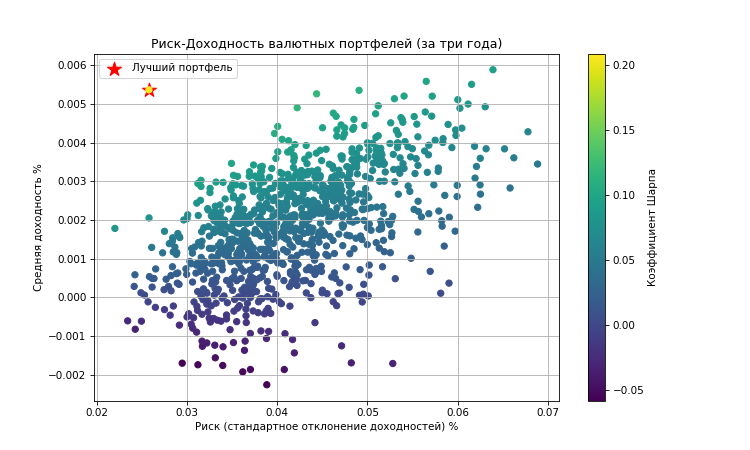 Риск-Доходность валютных портфелей (за три года)
Лучший портфель
Средняя доходность %
0.006
0.005
0.004
0.003
0.002
0.001
0.000
−0.001
−0.002
0.02 0.03 0.04 0.05 0.06 0.07
Риск (стандартное отклонение доходностей) %
0.20
0.15
0.10
0.05
0.00
−0.05
Коэффициент Шарпа